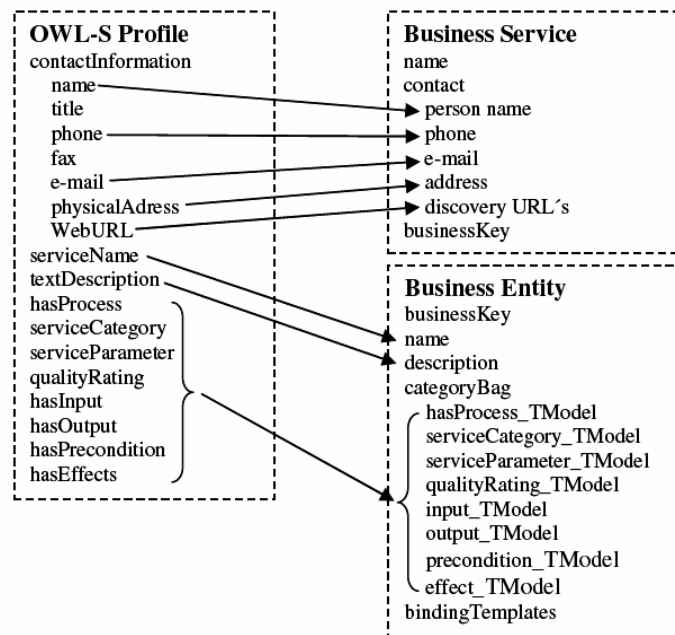 OWL-S Profile
contactInformation
name
title
phone
fax
e-mail
physicalAdress
WebURL
serviceName
textDescription
hasProcess
serviceCategory
serviceParameter
qualityRating
hasInput
hasOutput
hasPrecondition
hasEffects
Business Service
name
contact
person name
phone
e-mail
address
discovery URL´s
businessKey
Business Entity
businessKey
name
description
categoryBag
hasProcess_TModel
serviceCategory_TModel
serviceParameter_TModel
qualityRating_TModel
input_TModel
output_TModel
precondition_TModel
effect_TModel
bindingTemplates